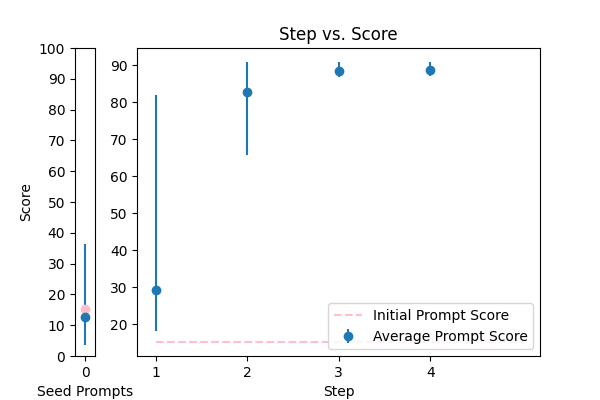 Step vs. Score
Score
100
90
80
70
60
50
40
30
20
10
0
0
Seed Prompts
90
80
70
60
50
40
30
20
1 2 3 4
Step
Initial Prompt Score
Average Prompt Score